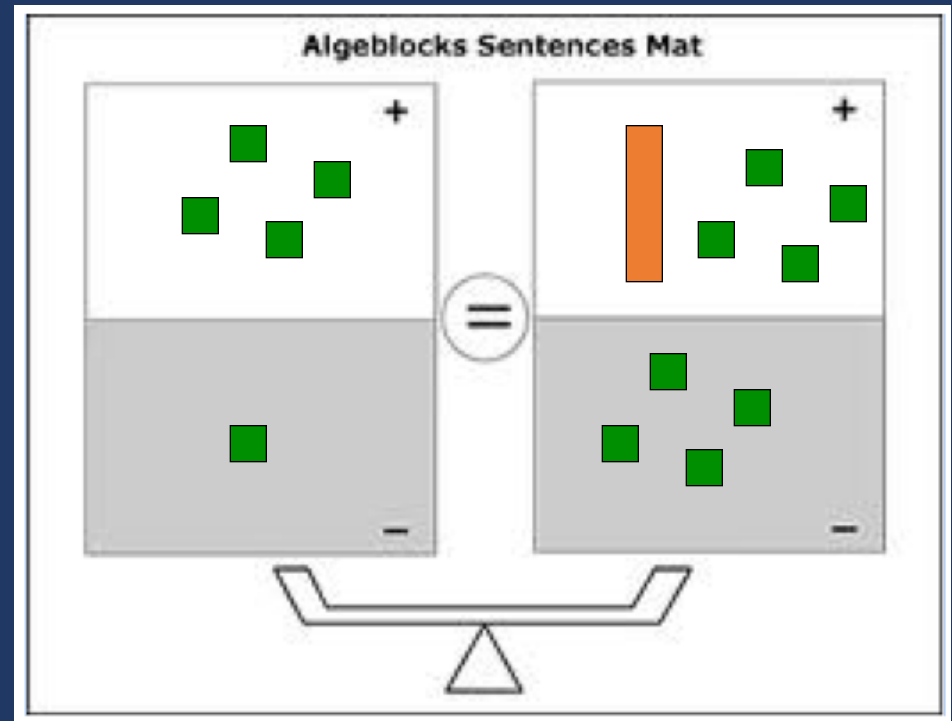 Algeblocks Sentences Mat
+ +
=
– –